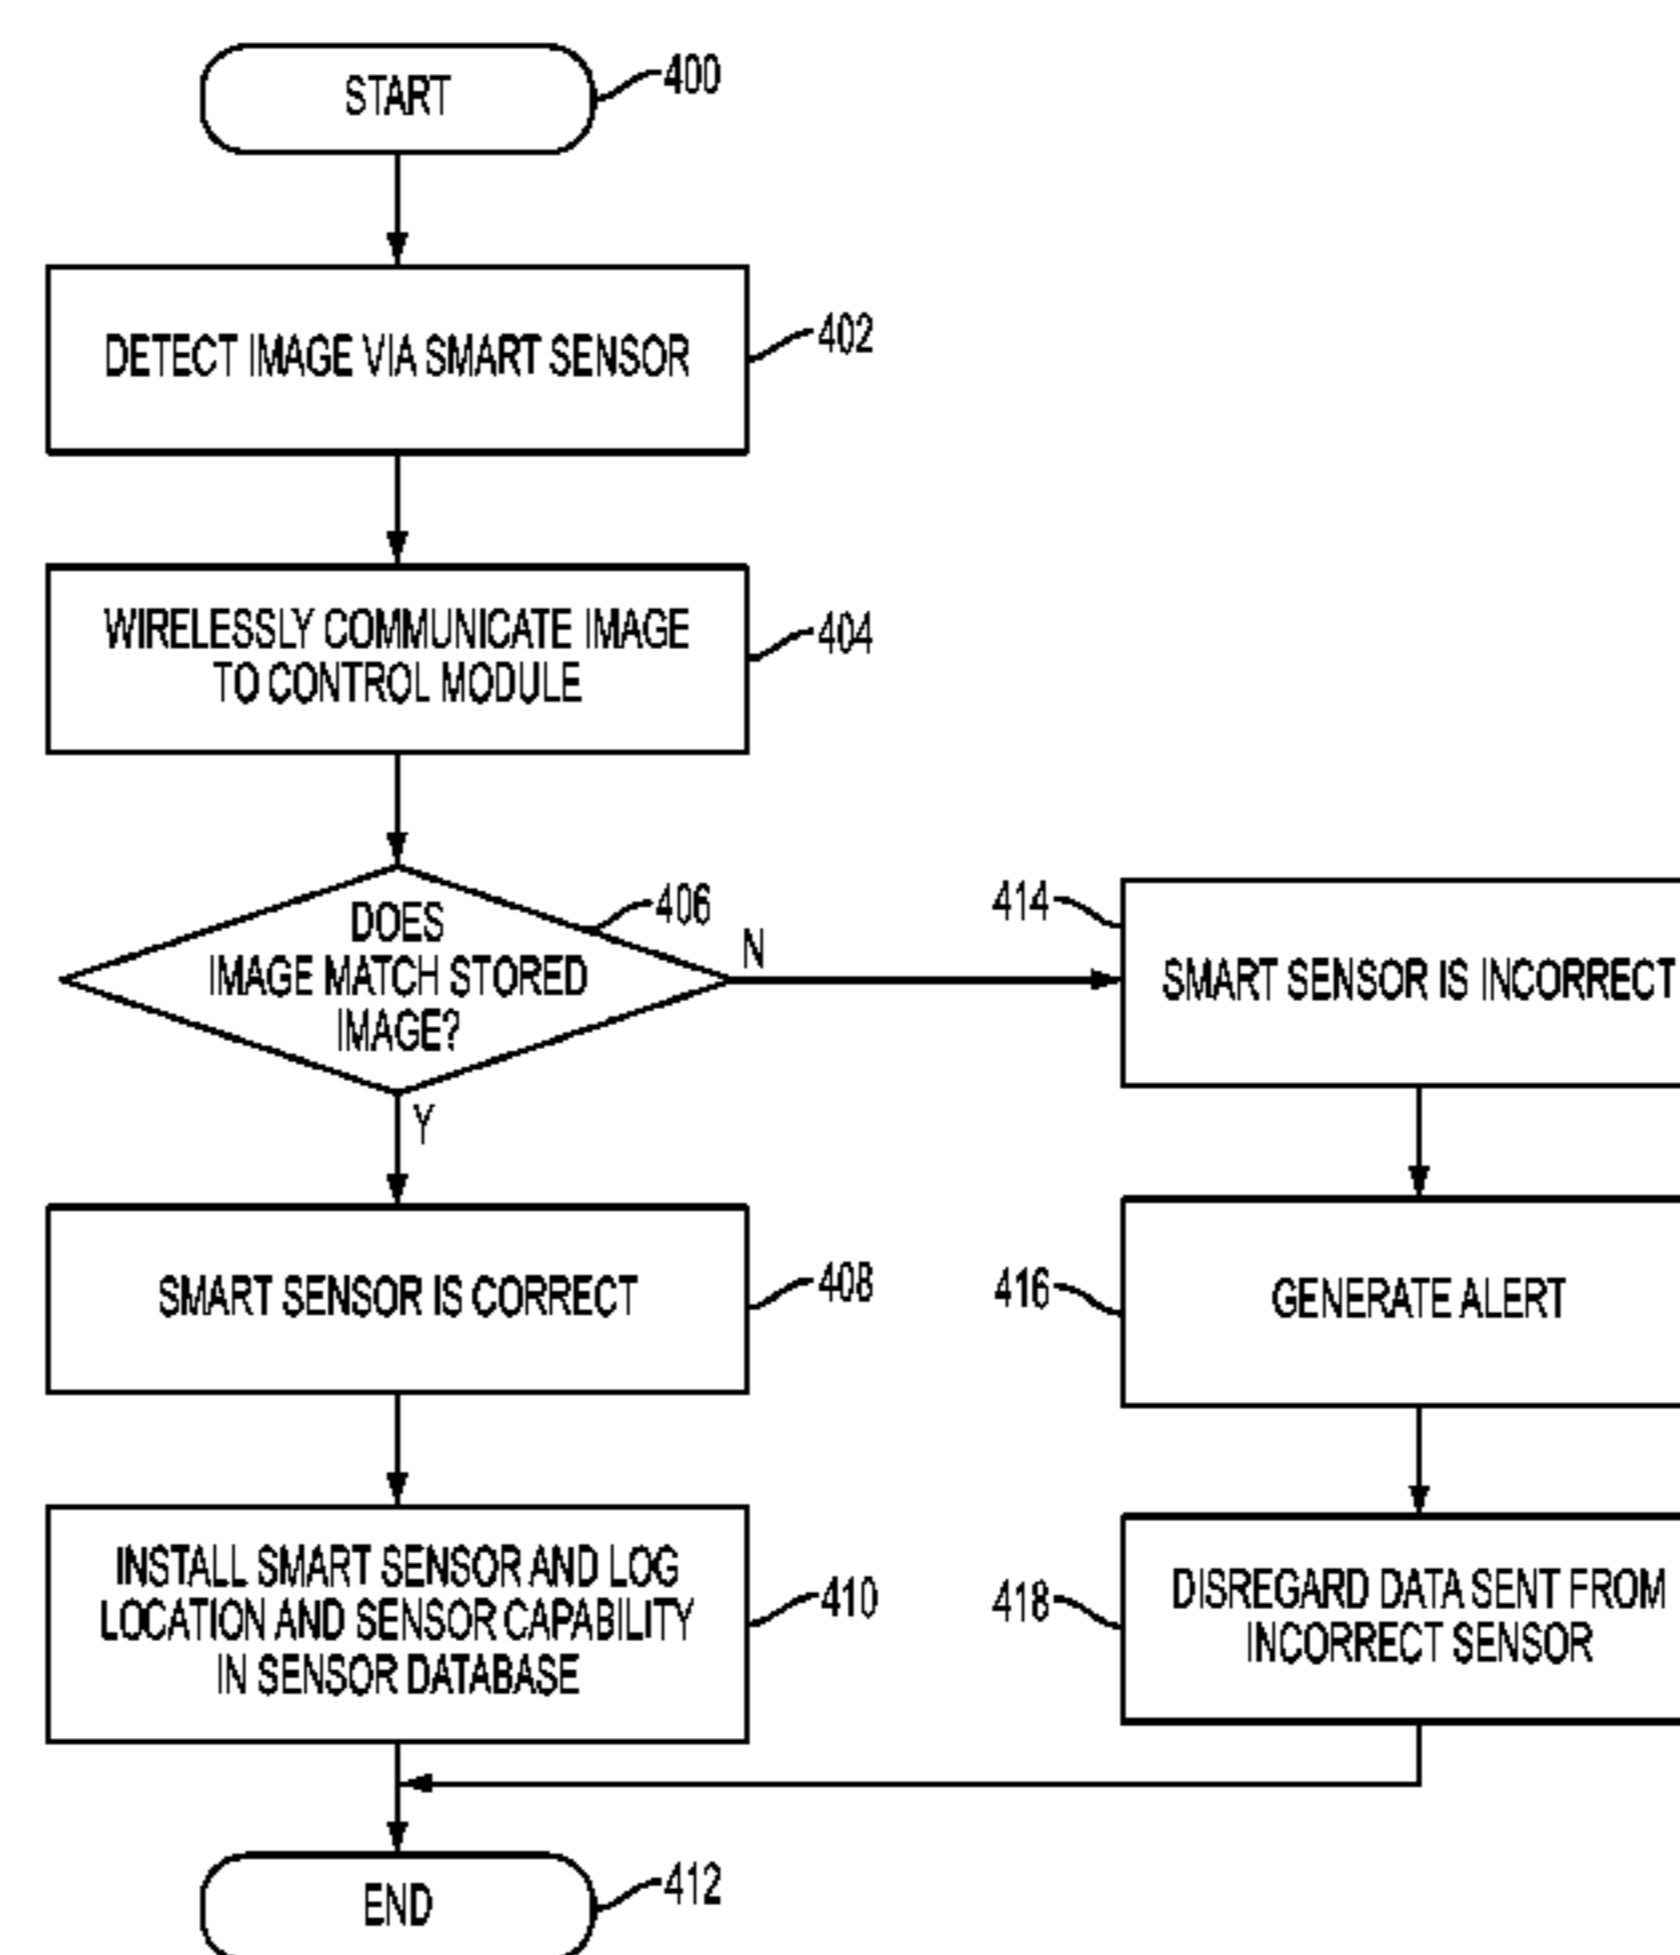 START
400
DETECT IMAGE VIA SMART SENSOR
402
WIRELESSLY COMMUNICATE IMAGE
TO CONTROL MODULE
404
DOES
IMAGE MATCH STORED
IMAGE?
406
N
Y
414
SMART SENSOR IS INCORRECT
SMART SENSOR IS CORRECT
408
416
GENERATE ALERT
INSTALL SMART SENSOR AND LOG
LOCATION AND SENSOR CAPABILITY
IN SENSOR DATABASE
410
418
DISREGARD DATA SENT FROM
INCORRECT SENSOR
END
412